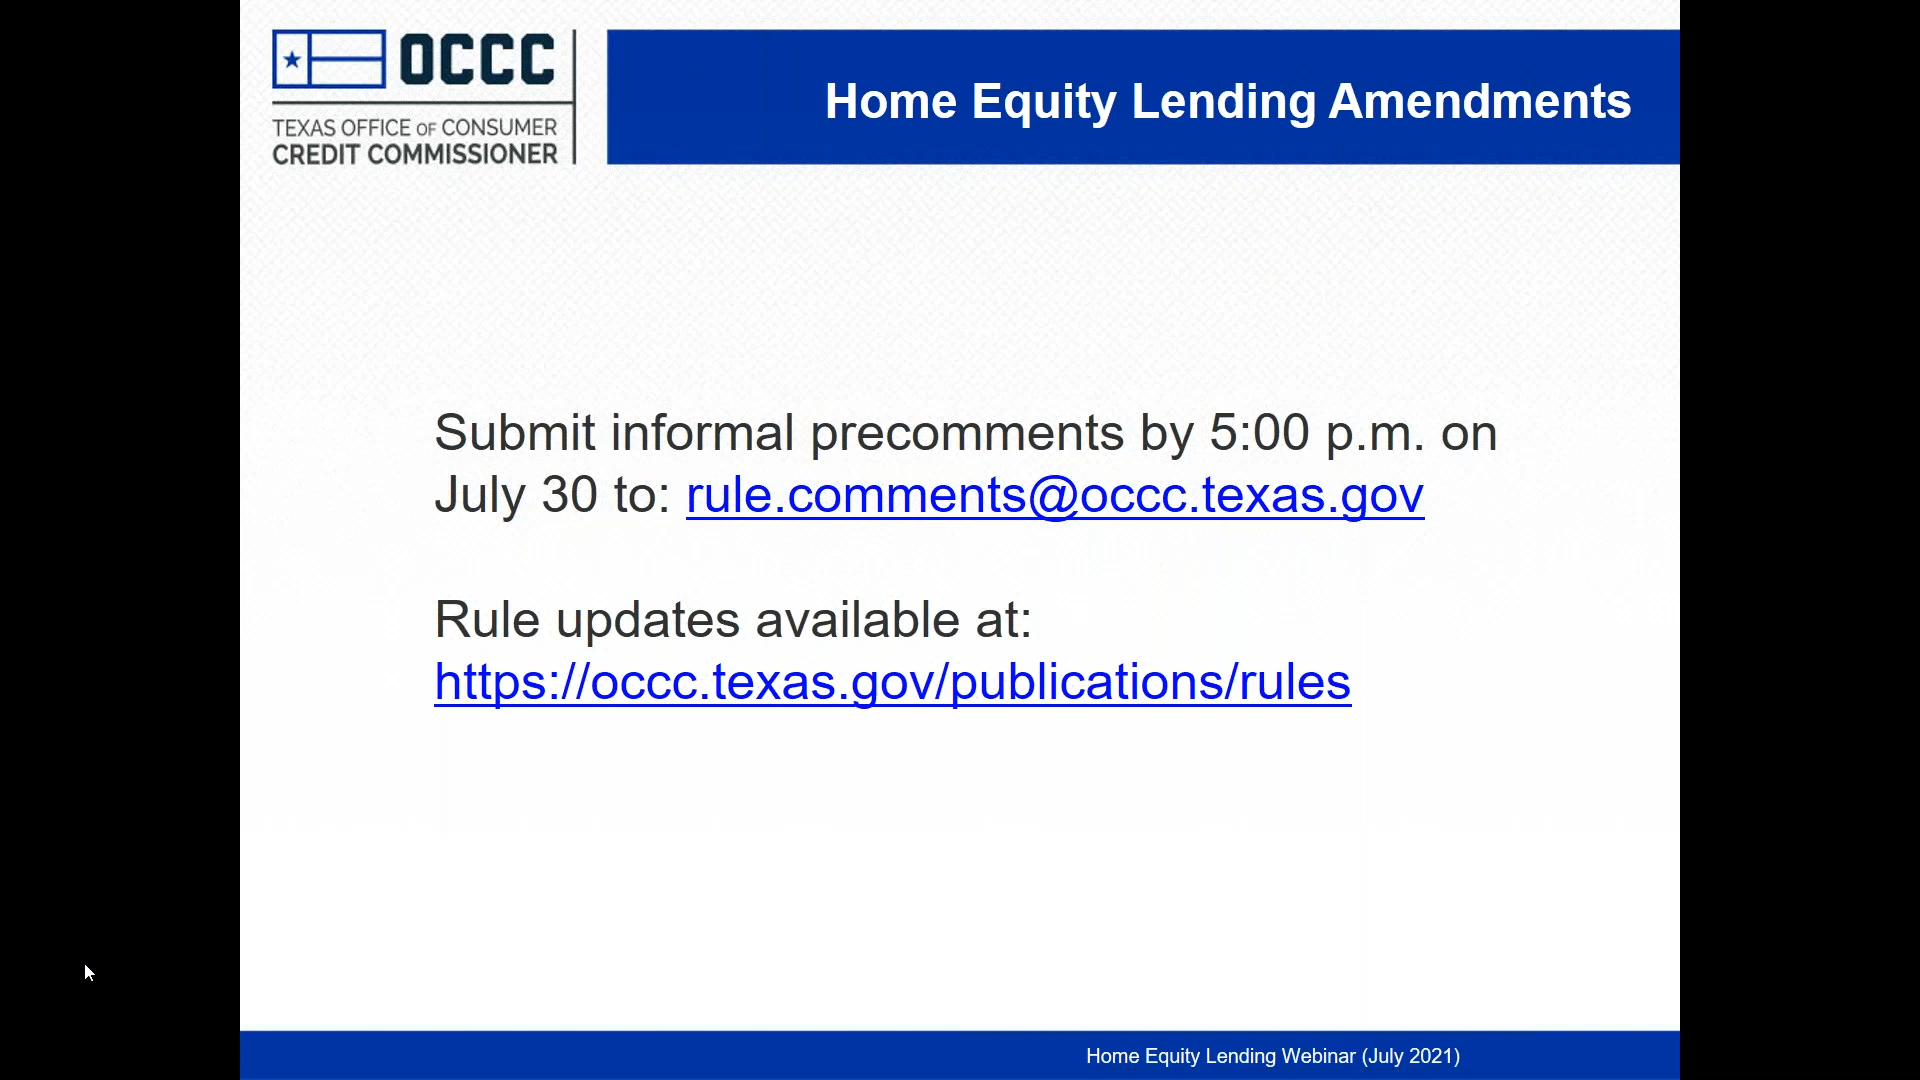 OCCC
TEXAS OFFICE OF CONSUMER
CREDIT COMMISSIONER
Home Equity Lending Amendments
Submit informal precomments by 5:00 p.m. on
July 30 to: rule.comments@occc.texas.gov
Rule updates available at:
https://occc.texas.gov/publications/rules
Home Equity Lending Webinar (July 2021)